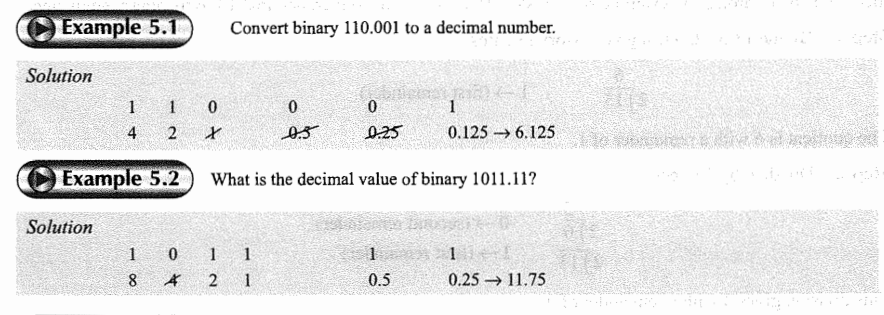 Example 5.1 Convert binary 110.001 to a decimal number.
Solution
1 1 0 0 0 1
4 2 1 0.5 0.25 0.125 → 6.125
Example 5.2 What is the decimal value of binary 1011.11?
Solution
1 0 1 1 1 1
8 4 2 1 0.5 0.25 → 11.75